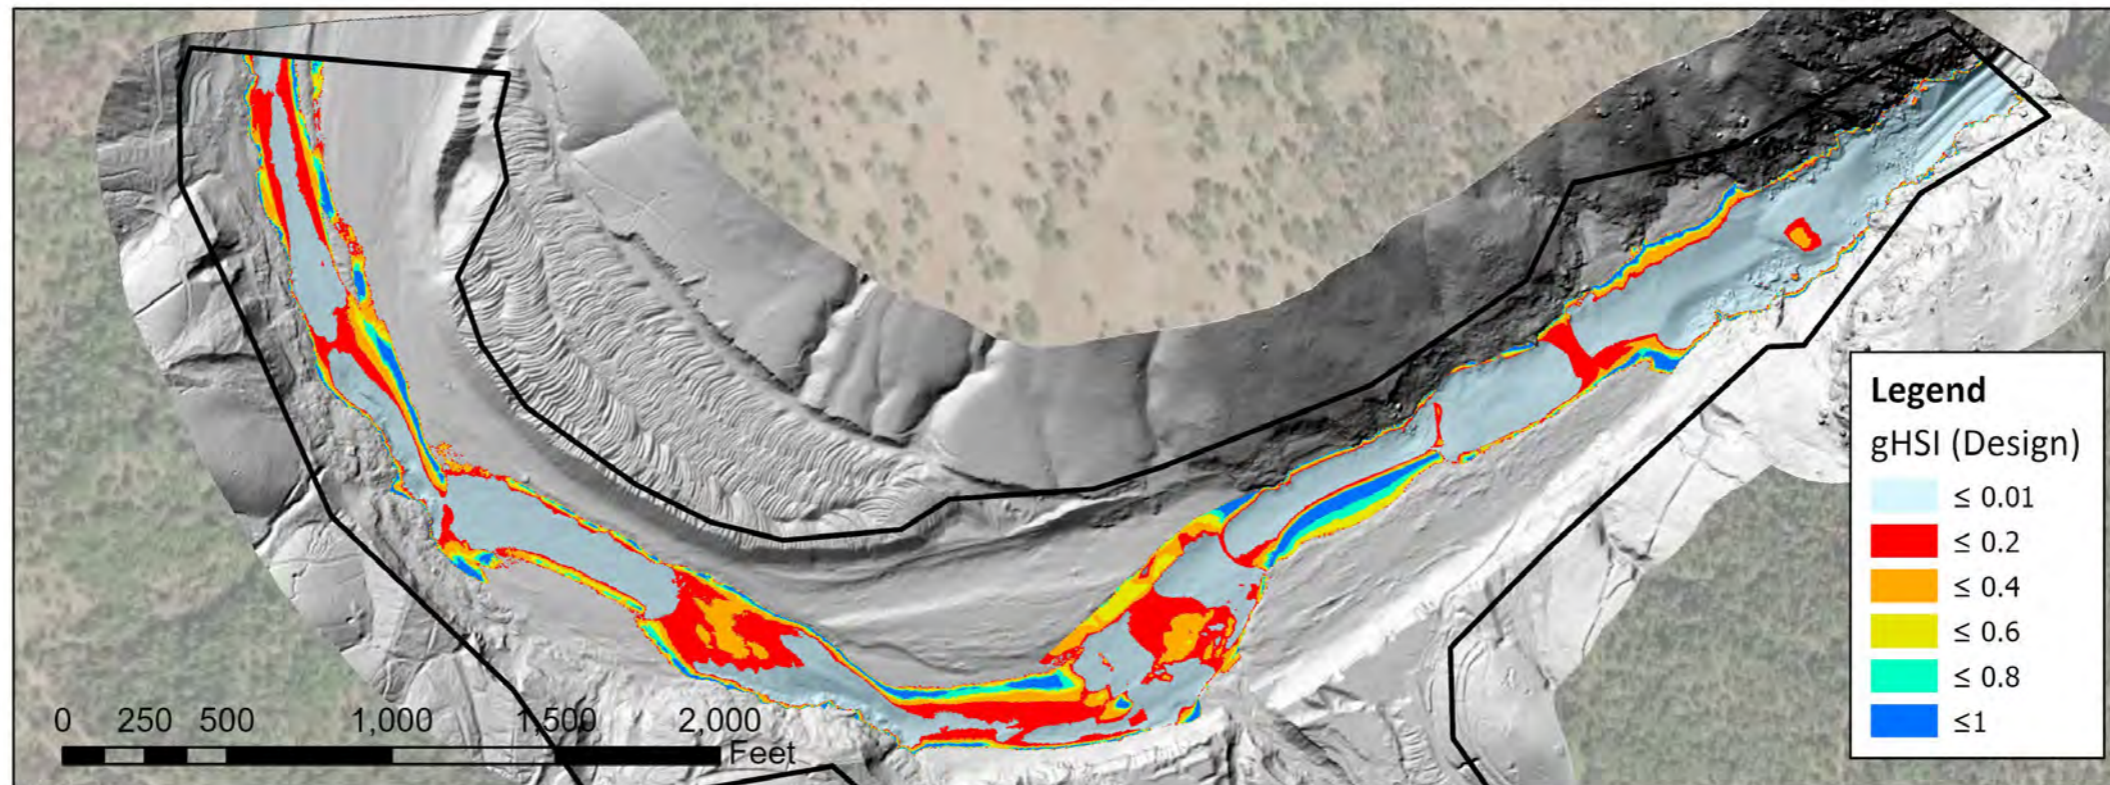 Legend
gHSI (Design)
≤ 0.01
≤ 0.2
≤ 0.4
≤ 0.6
≤ 0.8
≤1
0 250 500 1,000 1,500 2,000
Feet